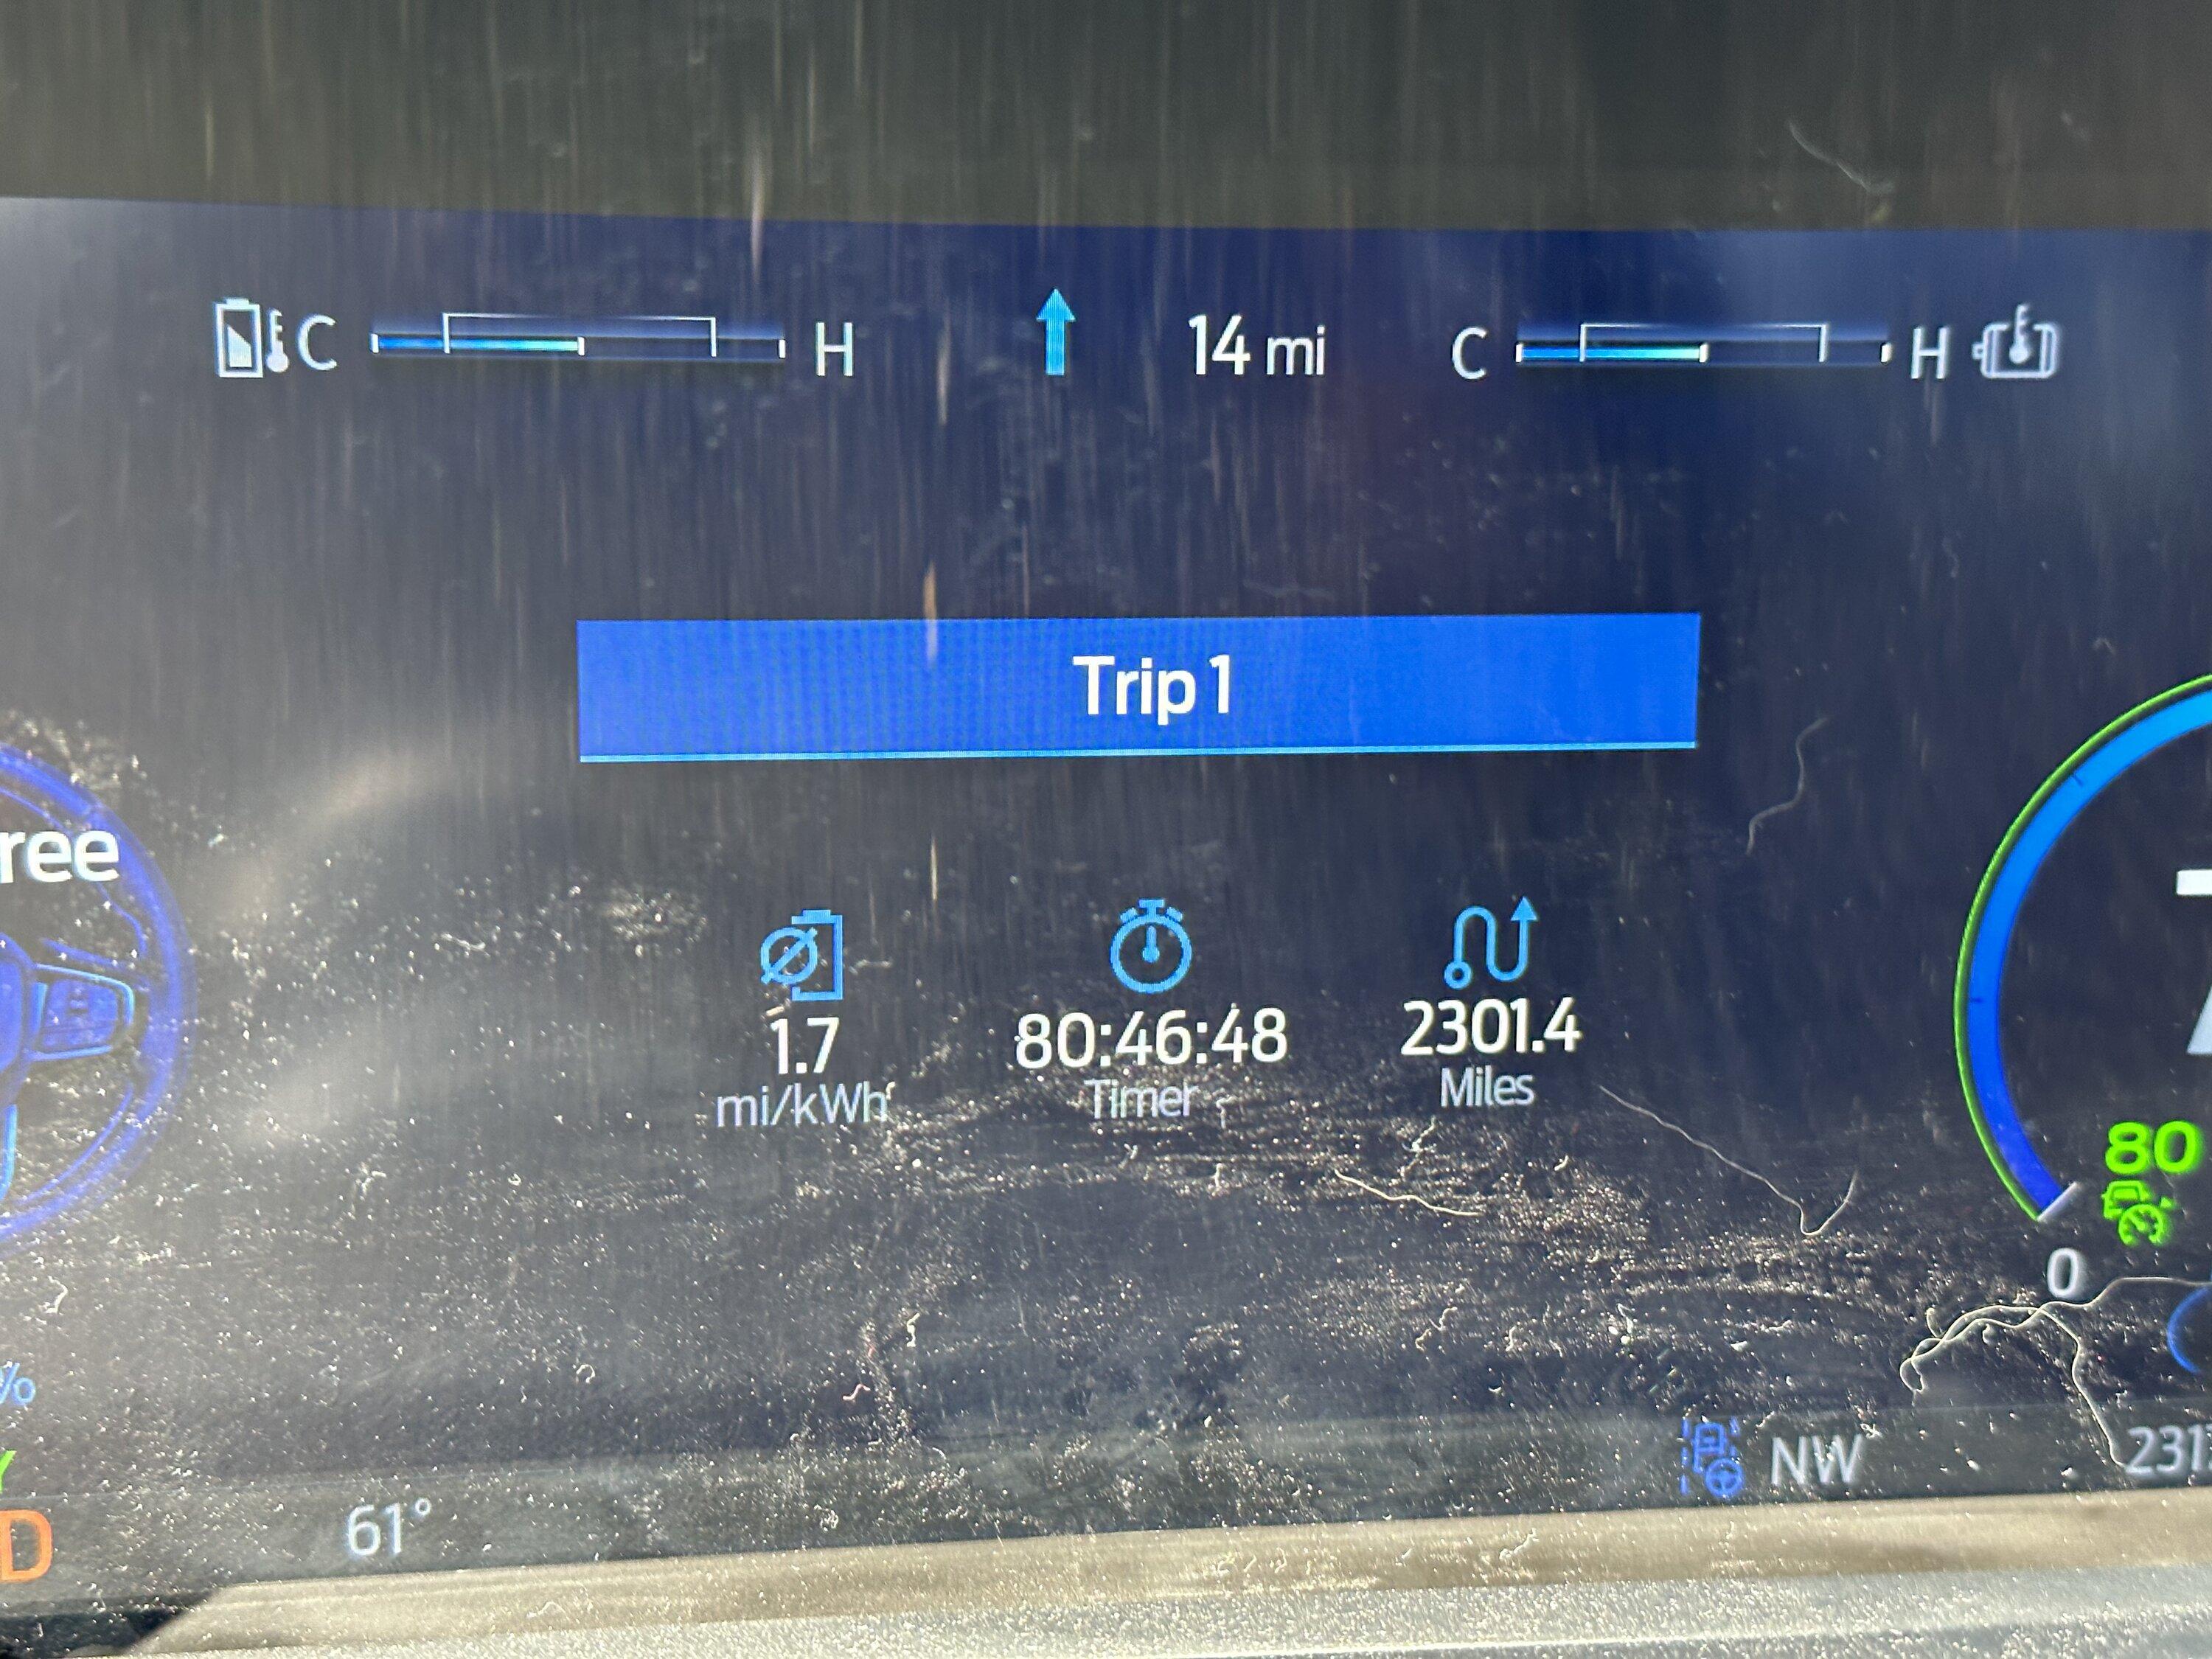 C H 14 mi C H
Trip 1
ree
1.7 80:46:48 2301.4
mi/kWh Timer Miles
80
0
%
NW 231
61°
D